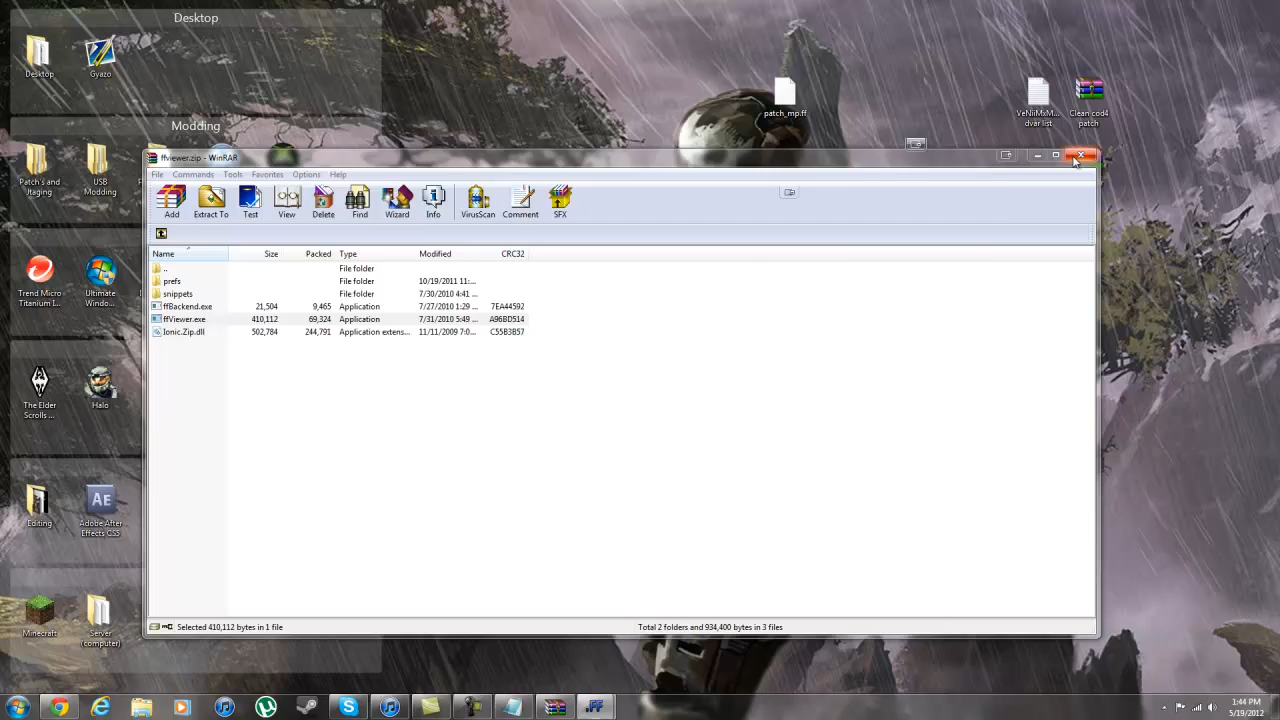 Desktop
Desktop
Gyazo
patch_mp.ff
VeNiiMxM...
dvar list
Clean cod4
patch
Modding
Patch's and
Jtaging
USB
Modding
ffviewer.zip - WinRAR
File Commands Tools Favorites Options Help
Add Extract To Test View Delete Find Wizard Info VirusScan Comment SFX
Name Size Packed Type Modified CRC32
.. File folder
prefs File folder 10/19/2011 11:...
snippets File folder 7/30/2010 4:41 ...
ffBackend.exe 21,504 9,465 Application 7/27/2010 1:29 ... 7EA44592
ffViewer.exe 410,112 69,324 Application 7/31/2010 5:49 ... A96BD514
Ionic.Zip.dll 502,784 244,791 Application extens... 11/11/2009 7:0... C55B3B57
Trend Micro
Titanium I...
Ultimate
Windo...
The Elder
Scrolls ...
Halo
Editing
AE
Adobe After
Effects CS5
Minecraft
Server
(computer)
Selected 410,112 bytes in 1 file
Total 2 folders and 934,400 bytes in 3 files
.FF
1:44 PM
5/19/2012